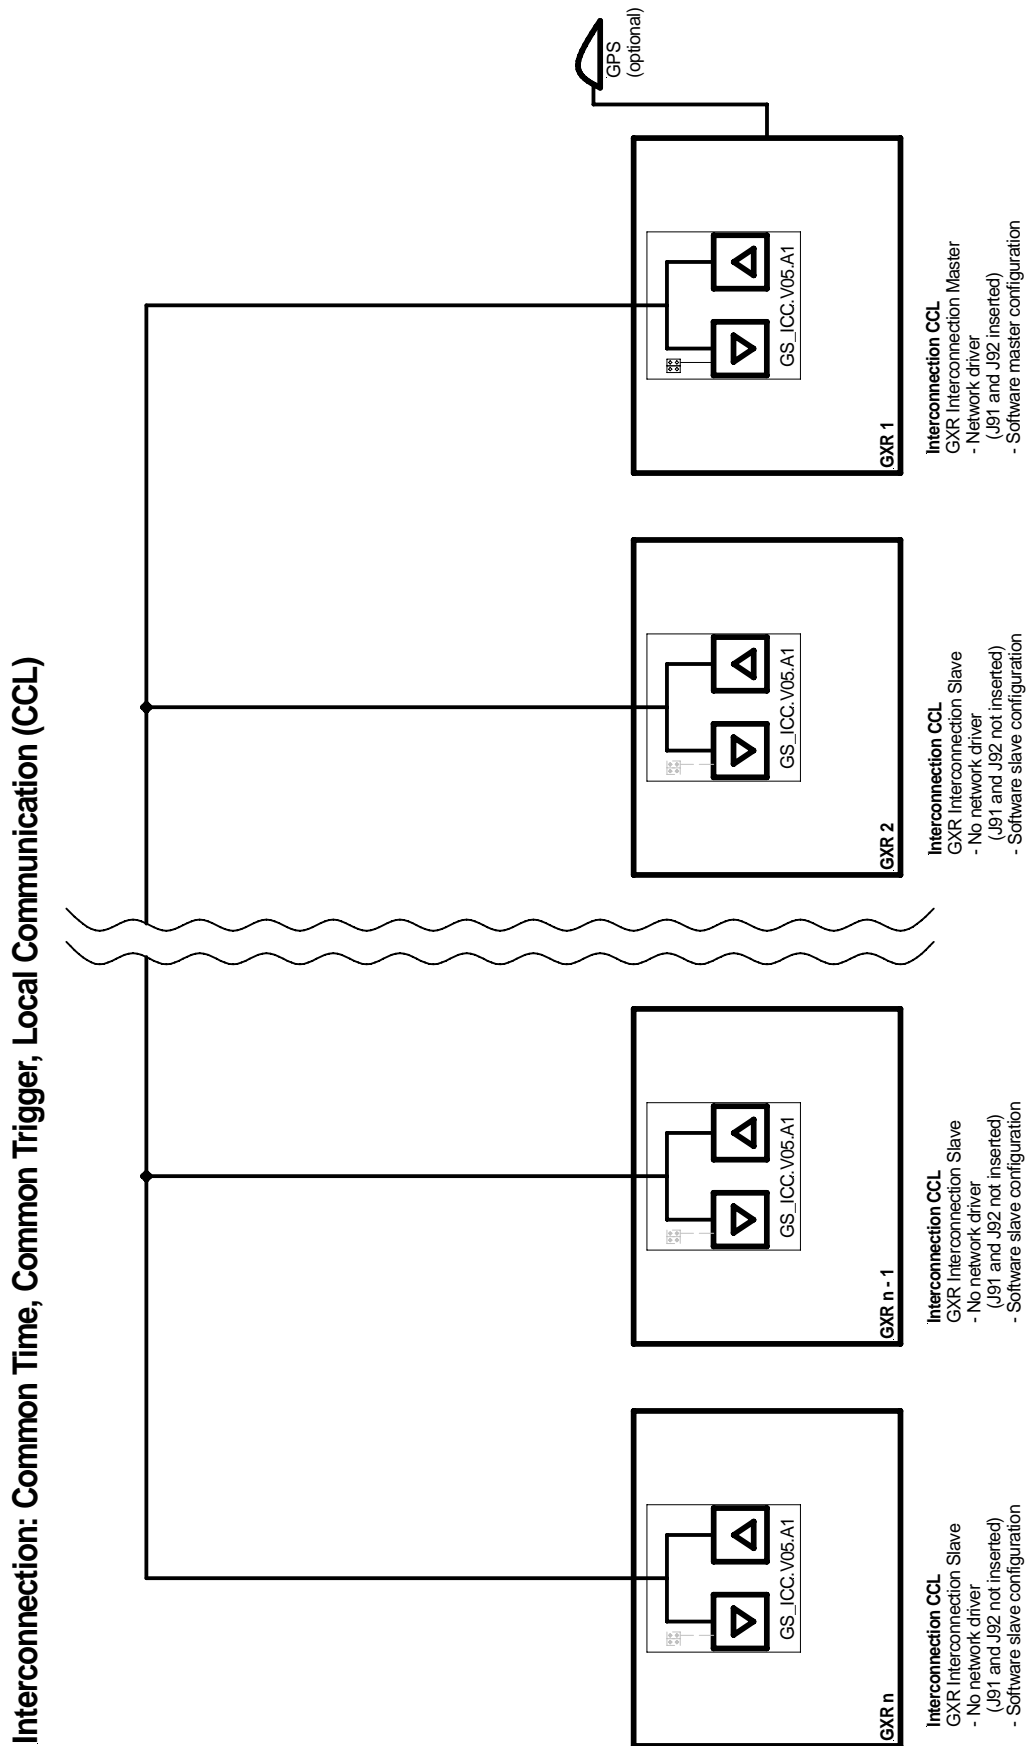 Interconnection: Common Time, Common Trigger, Local Communication (CCL)
GS_ICC.V05.A1
GXR n
Interconnection CCL
GXR Interconnection Slave
- No network driver
(J91 and J92 not inserted)
- Software slave configuration
GS_ICC.V05.A1
GXR n - 1
Interconnection CCL
GXR Interconnection Slave
- No network driver
(J91 and J92 not inserted)
- Software slave configuration
GS_ICC.V05.A1
GXR 2
Interconnection CCL
GXR Interconnection Slave
- No network driver
(J91 and J92 not inserted)
- Software slave configuration
GPS
(optional)
GS_ICC.V05.A1
GXR 1
Interconnection CCL
GXR Interconnection Master
- Network driver
(J91 and J92 inserted)
- Software master configuration